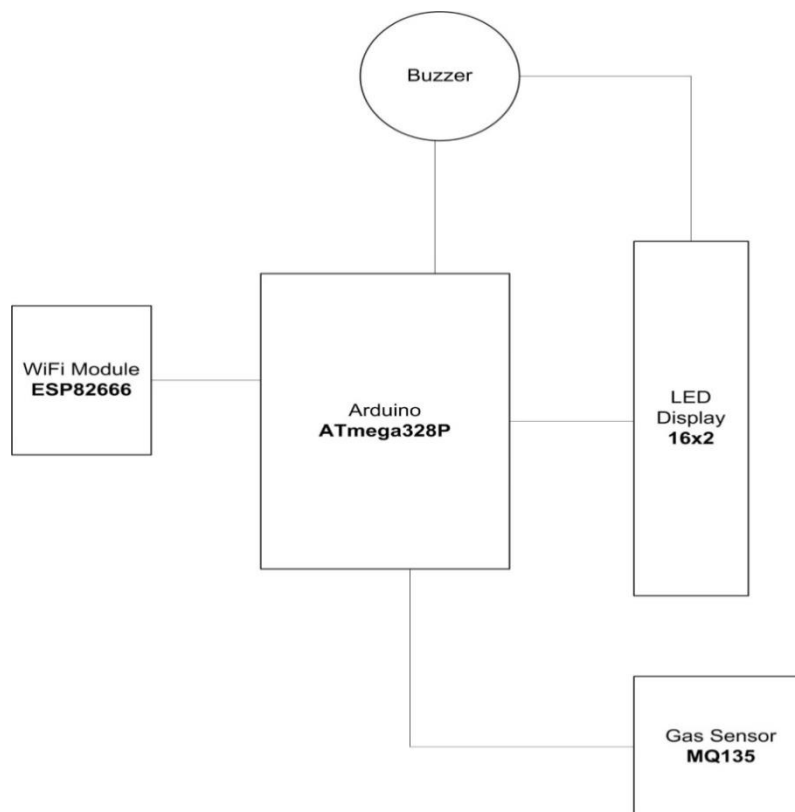 Buzzer
WiFi Module
ESP82666
Arduino
ATmega328P
LED
Display
16x2
Gas Sensor
MQ135